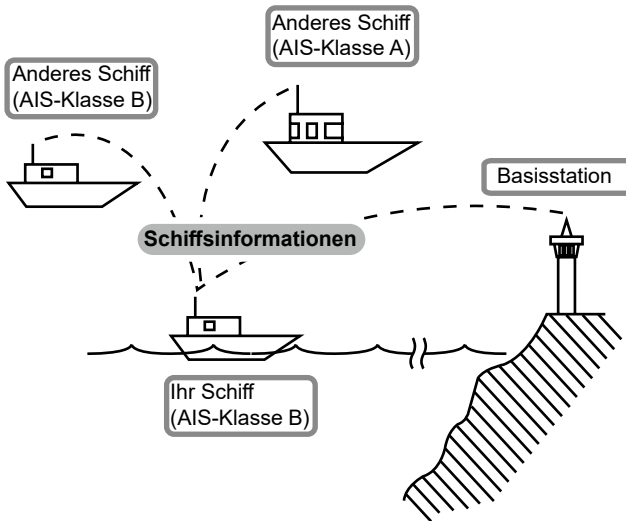 Anderes Schiff
(AIS-Klasse A)
Anderes Schiff
(AIS-Klasse B)
Basisstation
Schiffsinformationen
Ihr Schiff
(AIS-Klasse B)